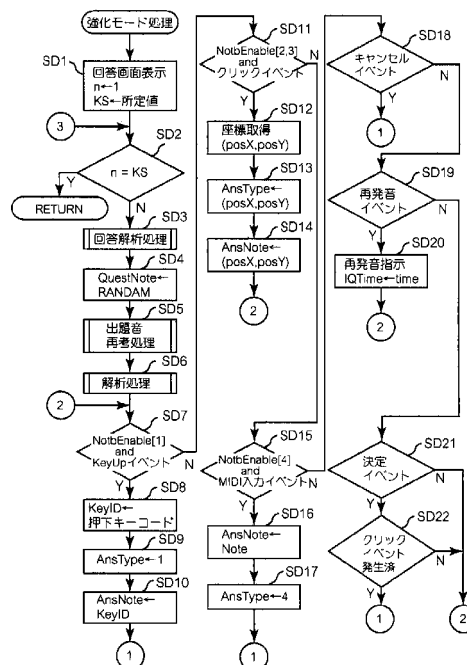 強化モード処理
SD1
回答画面表示
n←1
KS←所定値
3
SD2
n = KS
Y
N
RETURN
SD3
回答解析処理
SD4
QuestNote←
RANDAM
SD5
出題音
再考処理
SD6
解析処理
2
SD7
NotbEnable[1]
and
KeyUpイベント
N
Y
SD8
KeyID←
押下キーコード
SD9
AnsType←1
SD10
AnsNote←
KeyID
1
SD11
NotbEnable[2,3]
and
クリックイベント
N
Y
SD12
座標取得
(posX,posY)
SD13
AnsType←
(posX,posY)
SD14
AnsNote←
(posX,posY)
2
SD15
NotbEnable[4]
and
MIDI入力イベント
N
Y
SD16
AnsNote←
Note
SD17
AnsType←4
1
SD18
キャンセル
イベント
N
Y
1
SD19
再発音
イベント
N
Y
SD20
再発音指示
IQTime←time
2
SD21
決定
イベント
N
Y
SD22
クリック
イベント
発生済
N
Y
1
2